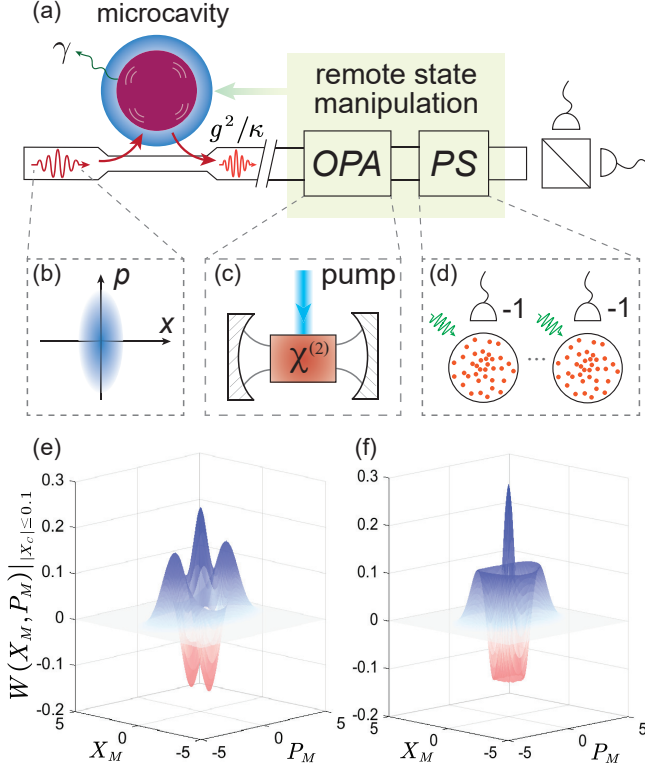 (a)
microcavity
γ
g²/κ
remote state
manipulation
OPA
PS
(b)
p
x
(c)
pump
χ⁽²⁾
(d)
-1
-1
...
(e)
(f)
W(X_M, P_M)|_{|X_c|≤0.1}
0.3
0.2
0.1
0
-0.1
-0.2
5
0
-5
X_M
-5
0
5
P_M
0.3
0.2
0.1
0
-0.1
-0.2
5
0
-5
X_M
-5
0
5
P_M